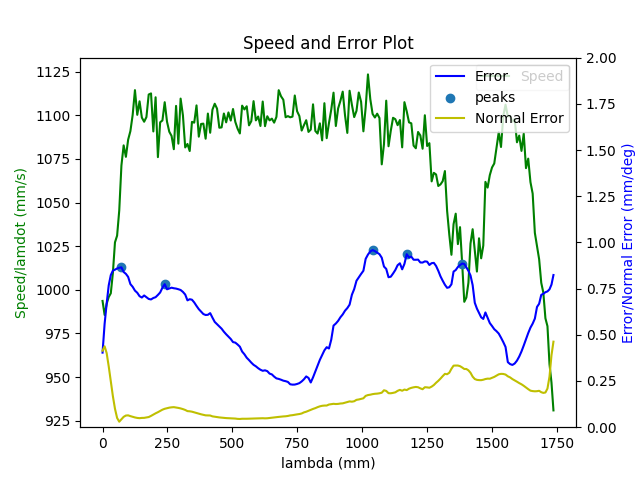 Speed and Error Plot
Error
Speed
peaks
Normal Error
1125
1100
1075
1050
1025
1000
975
950
925
Speed/lamdot (mm/s)
2.00
1.75
1.50
1.25
1.00
0.75
0.50
0.25
0.00
Error/Normal Error (mm/deg)
0 250 500 750 1000 1250 1500 1750
lambda (mm)